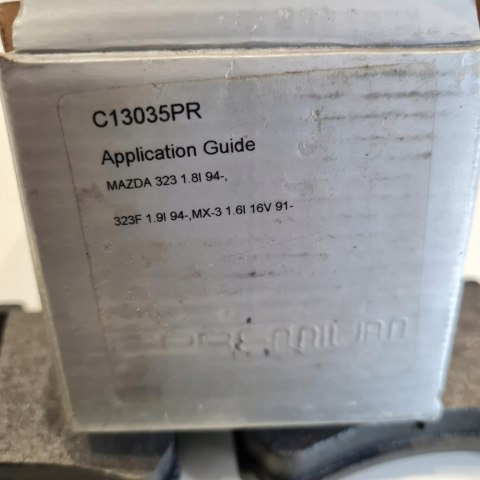 C13035PR
Application Guide
MAZDA 323 1.8I 94-,
323F 1.9I 94-,MX-3 1.6I 16V 91-